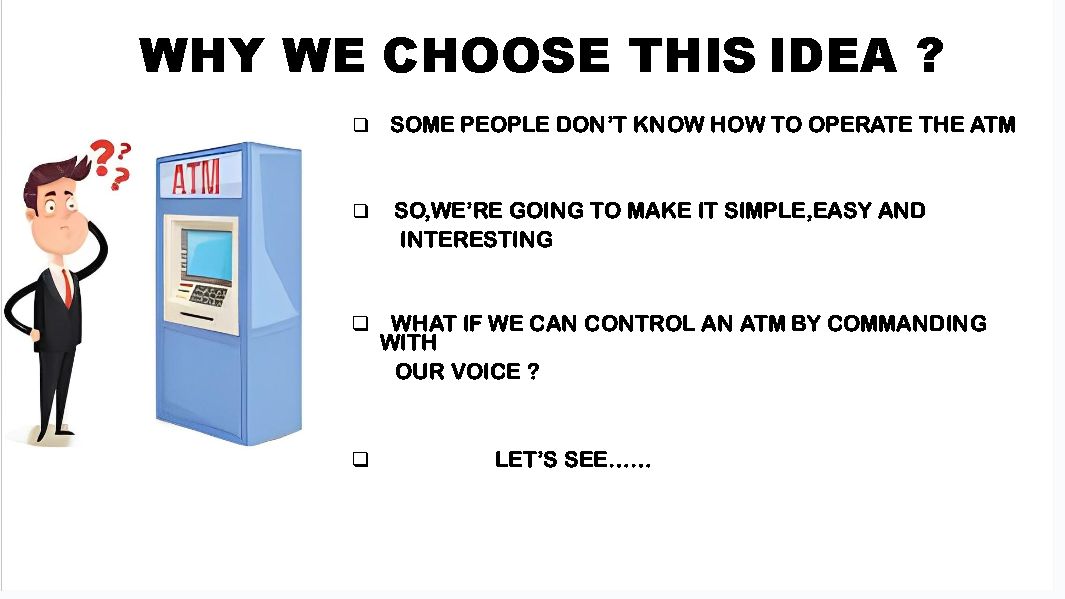 WHY WE CHOOSE THIS IDEA ?
SOME PEOPLE DON’T KNOW HOW TO OPERATE THE ATM
SO,WE’RE GOING TO MAKE IT SIMPLE,EASY AND
INTERESTING
WHAT IF WE CAN CONTROL AN ATM BY COMMANDING
WITH
OUR VOICE ?
LET’S SEE......
???
ATM